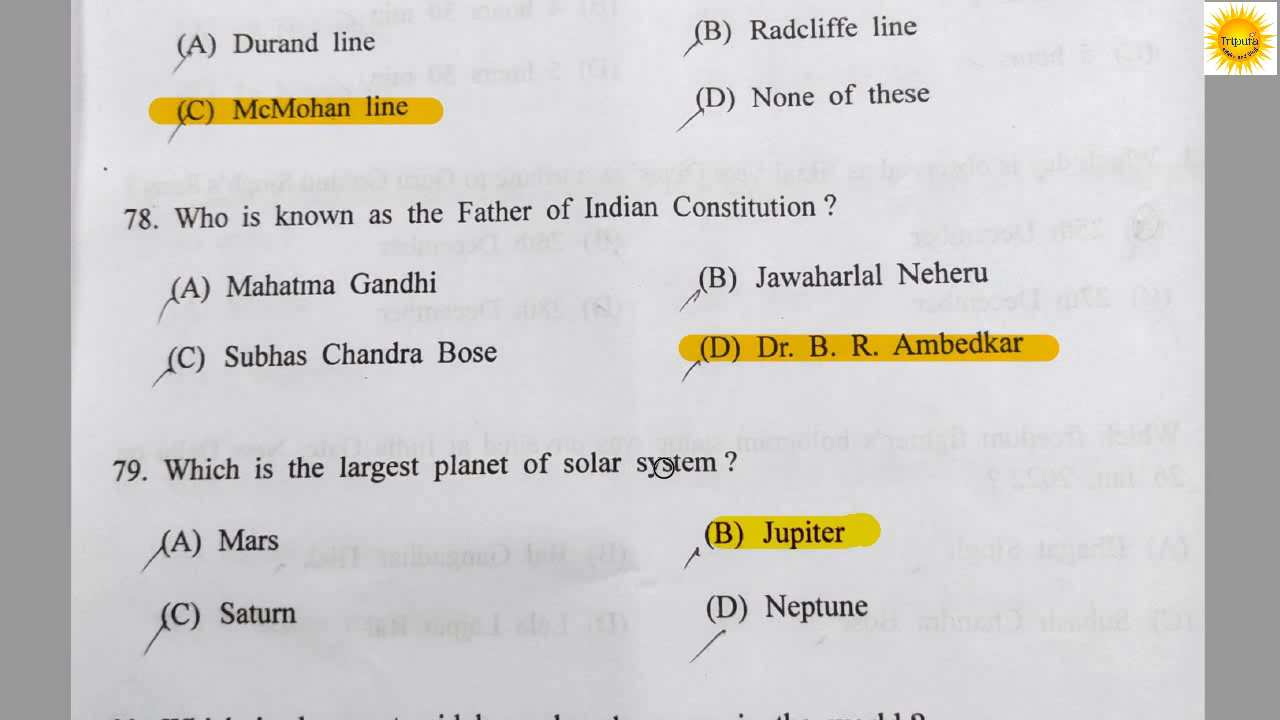 (A) Durand line
(B) Radcliffe line
(C) McMohan line
(D) None of these
78. Who is known as the Father of Indian Constitution ?
(A) Mahatma Gandhi
(B) Jawaharlal Neheru
(C) Subhas Chandra Bose
(D) Dr. B. R. Ambedkar
79. Which is the largest planet of solar system ?
(A) Mars
(B) Jupiter
(C) Saturn
(D) Neptune
Tripura